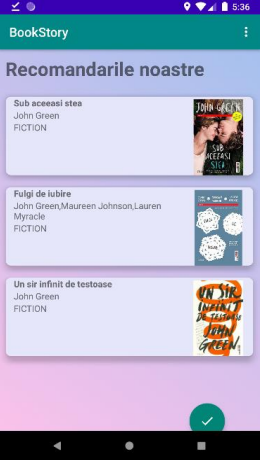 5:36
BookStory
Recomandarile noastre
Sub aceeasi stea
John Green
FICTION
JOHN GREEN
SUB
ACEEAȘI
STEA
Fulgi de iubire
John Green,Maureen Johnson,Lauren
Myracle
FICTION
Un sir infinit de testoase
John Green
FICTION
UN ȘIR
INFINIT
DE ȚESTOASE
JOHN
GREEN